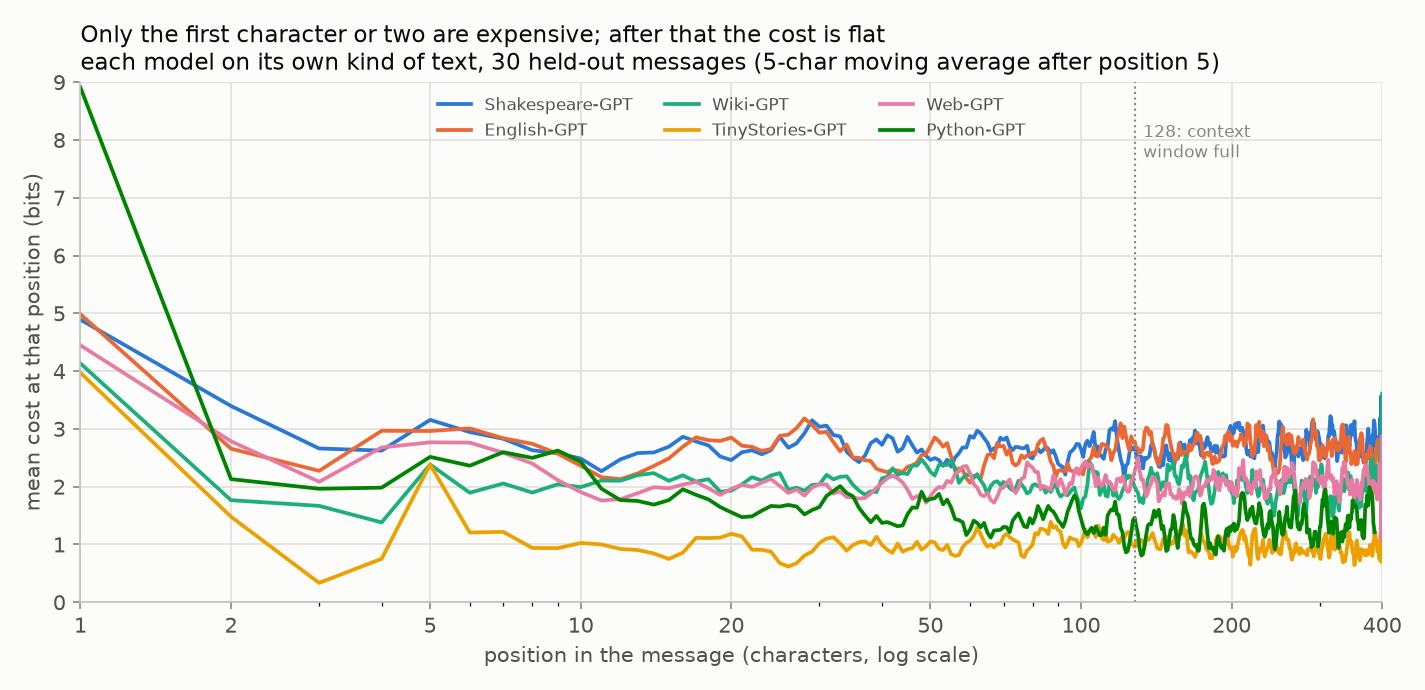 Only the first character or two are expensive; after that the cost is flat
each model on its own kind of text, 30 held-out messages (5-char moving average after position 5)
mean cost at that position (bits)
9
8
7
6
5
4
3
2
1
0
Shakespeare-GPT
English-GPT
Wiki-GPT
TinyStories-GPT
Web-GPT
Python-GPT
128: context
window full
1 2 5 10 20 50 100 200 400
position in the message (characters, log scale)